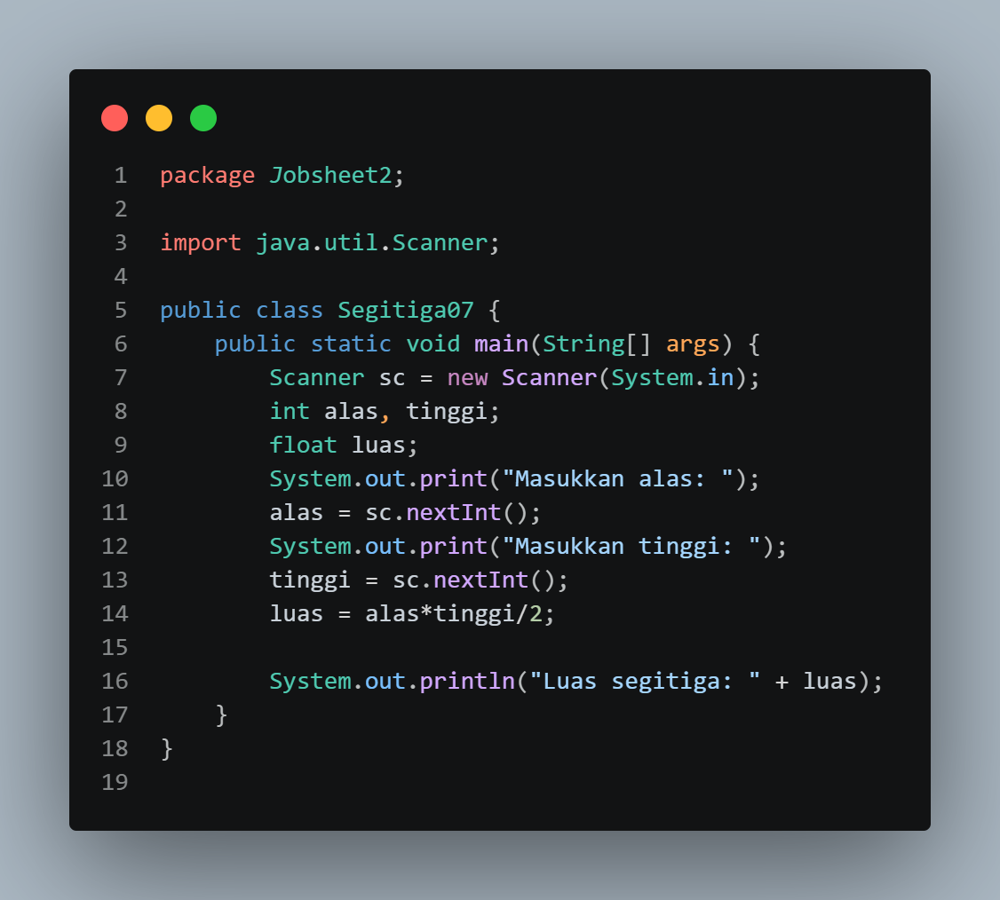 1 package Jobsheet2;
2
3 import java.util.Scanner;
4
5 public class Segitiga07 {
6     public static void main(String[] args) {
7         Scanner sc = new Scanner(System.in);
8         int alas, tinggi;
9         float luas;
10         System.out.print("Masukkan alas: ");
11         alas = sc.nextInt();
12         System.out.print("Masukkan tinggi: ");
13         tinggi = sc.nextInt();
14         luas = alas*tinggi/2;
15
16         System.out.println("Luas segitiga: " + luas);
17     }
18 }
19